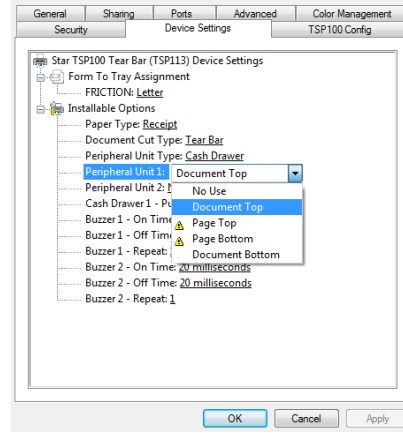 General Sharing Ports Advanced Color Management
Security Device Settings TSP100 Config
Star TSP100 Tear Bar (TSP113) Device Settings
Form To Tray Assignment
FRICTION: Letter
Installable Options
Paper Type: Receipt
Document Cut Type: Tear Bar
Peripheral Unit Type: Cash Drawer
Peripheral Unit 1: Document Top
Peripheral Unit 2:
No Use
Cash Drawer 1 -
Document Top
Buzzer 1 - On Time
Page Top
Buzzer 1 - Off Time
Page Bottom
Buzzer 1 - Repeat:
Document Bottom
Buzzer 2 - On Time: 20 milliseconds
Buzzer 2 - Off Time: 20 milliseconds
Buzzer 2 - Repeat: 1
OK Cancel Apply